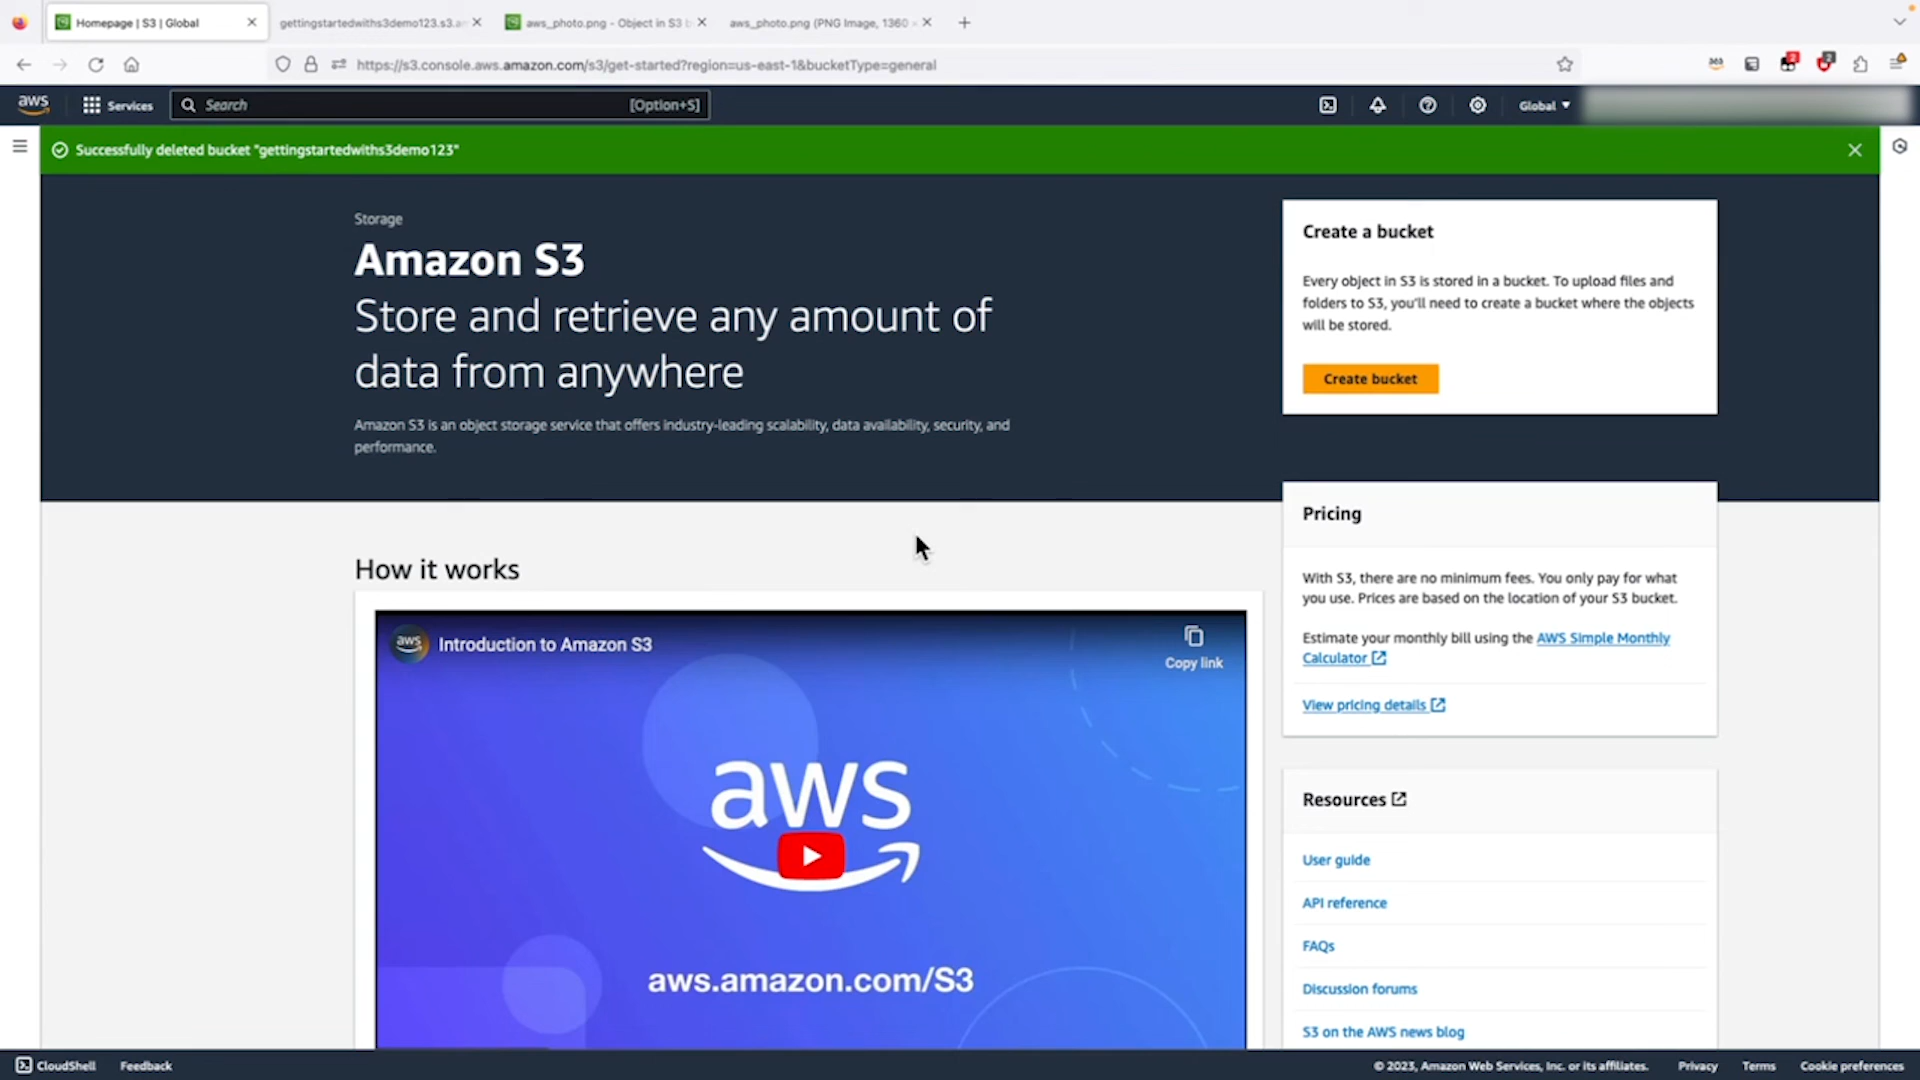 Homepage | S3 | Global
gettingstartedwiths3demo123.s3.am
aws_photo.png - Object in S3 b
aws_photo.png (PNG Image, 1360 ×
https://s3.console.aws.amazon.com/s3/get-started?region=us-east-1&bucketType=general
aws
Services
Search
[Option+S]
Global
Successfully deleted bucket "gettingstartedwiths3demo123"
Storage
Amazon S3
Store and retrieve any amount of
data from anywhere
Amazon S3 is an object storage service that offers industry-leading scalability, data availability, security, and
performance.
Create a bucket
Every object in S3 is stored in a bucket. To upload files and
folders to S3, you'll need to create a bucket where the objects
will be stored.
Create bucket
How it works
aws
Introduction to Amazon S3
Copy link
aws
aws.amazon.com/S3
Pricing
With S3, there are no minimum fees. You only pay for what
you use. Prices are based on the location of your S3 bucket.
Estimate your monthly bill using the AWS Simple Monthly
Calculator
View pricing details
Resources
User guide
API reference
FAQs
Discussion forums
S3 on the AWS news blog
CloudShell
Feedback
© 2023, Amazon Web Services, Inc. or its affiliates.
Privacy
Terms
Cookie preferences